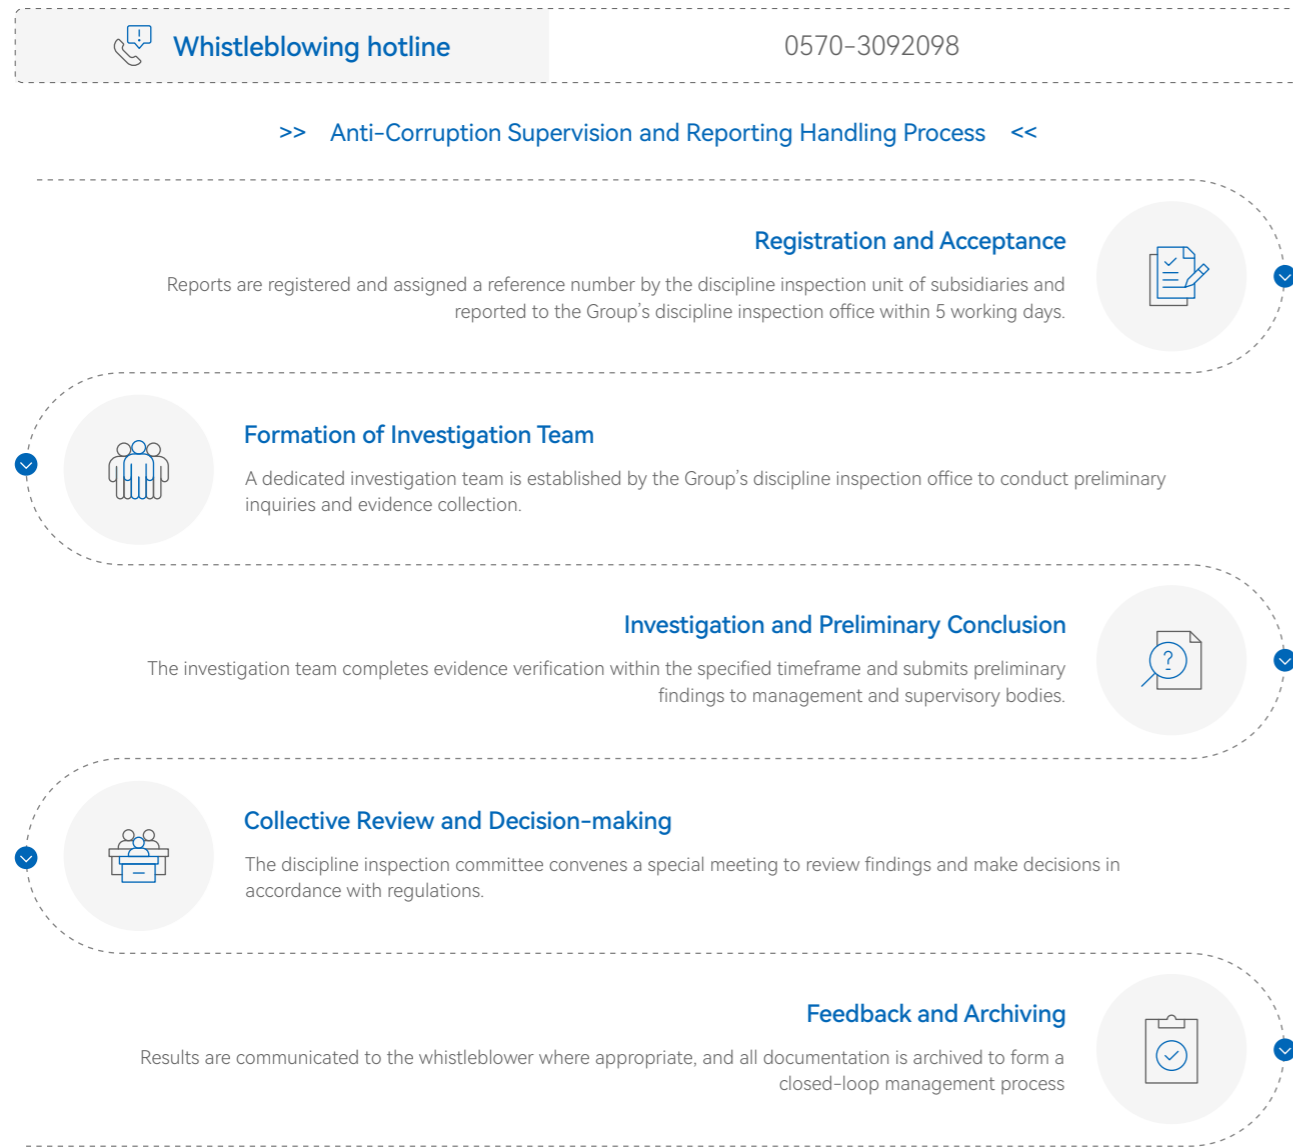 Whistleblowing hotline
0570-3092098
>> Anti-Corruption Supervision and Reporting Handling Process <<
Registration and Acceptance
Reports are registered and assigned a reference number by the discipline inspection unit of subsidiaries and
reported to the Group’s discipline inspection office within 5 working days.
Formation of Investigation Team
A dedicated investigation team is established by the Group’s discipline inspection office to conduct preliminary
inquiries and evidence collection.
Investigation and Preliminary Conclusion
The investigation team completes evidence verification within the specified timeframe and submits preliminary
findings to management and supervisory bodies.
Collective Review and Decision-making
The discipline inspection committee convenes a special meeting to review findings and make decisions in
accordance with regulations.
Feedback and Archiving
Results are communicated to the whistleblower where appropriate, and all documentation is archived to form a
closed-loop management process